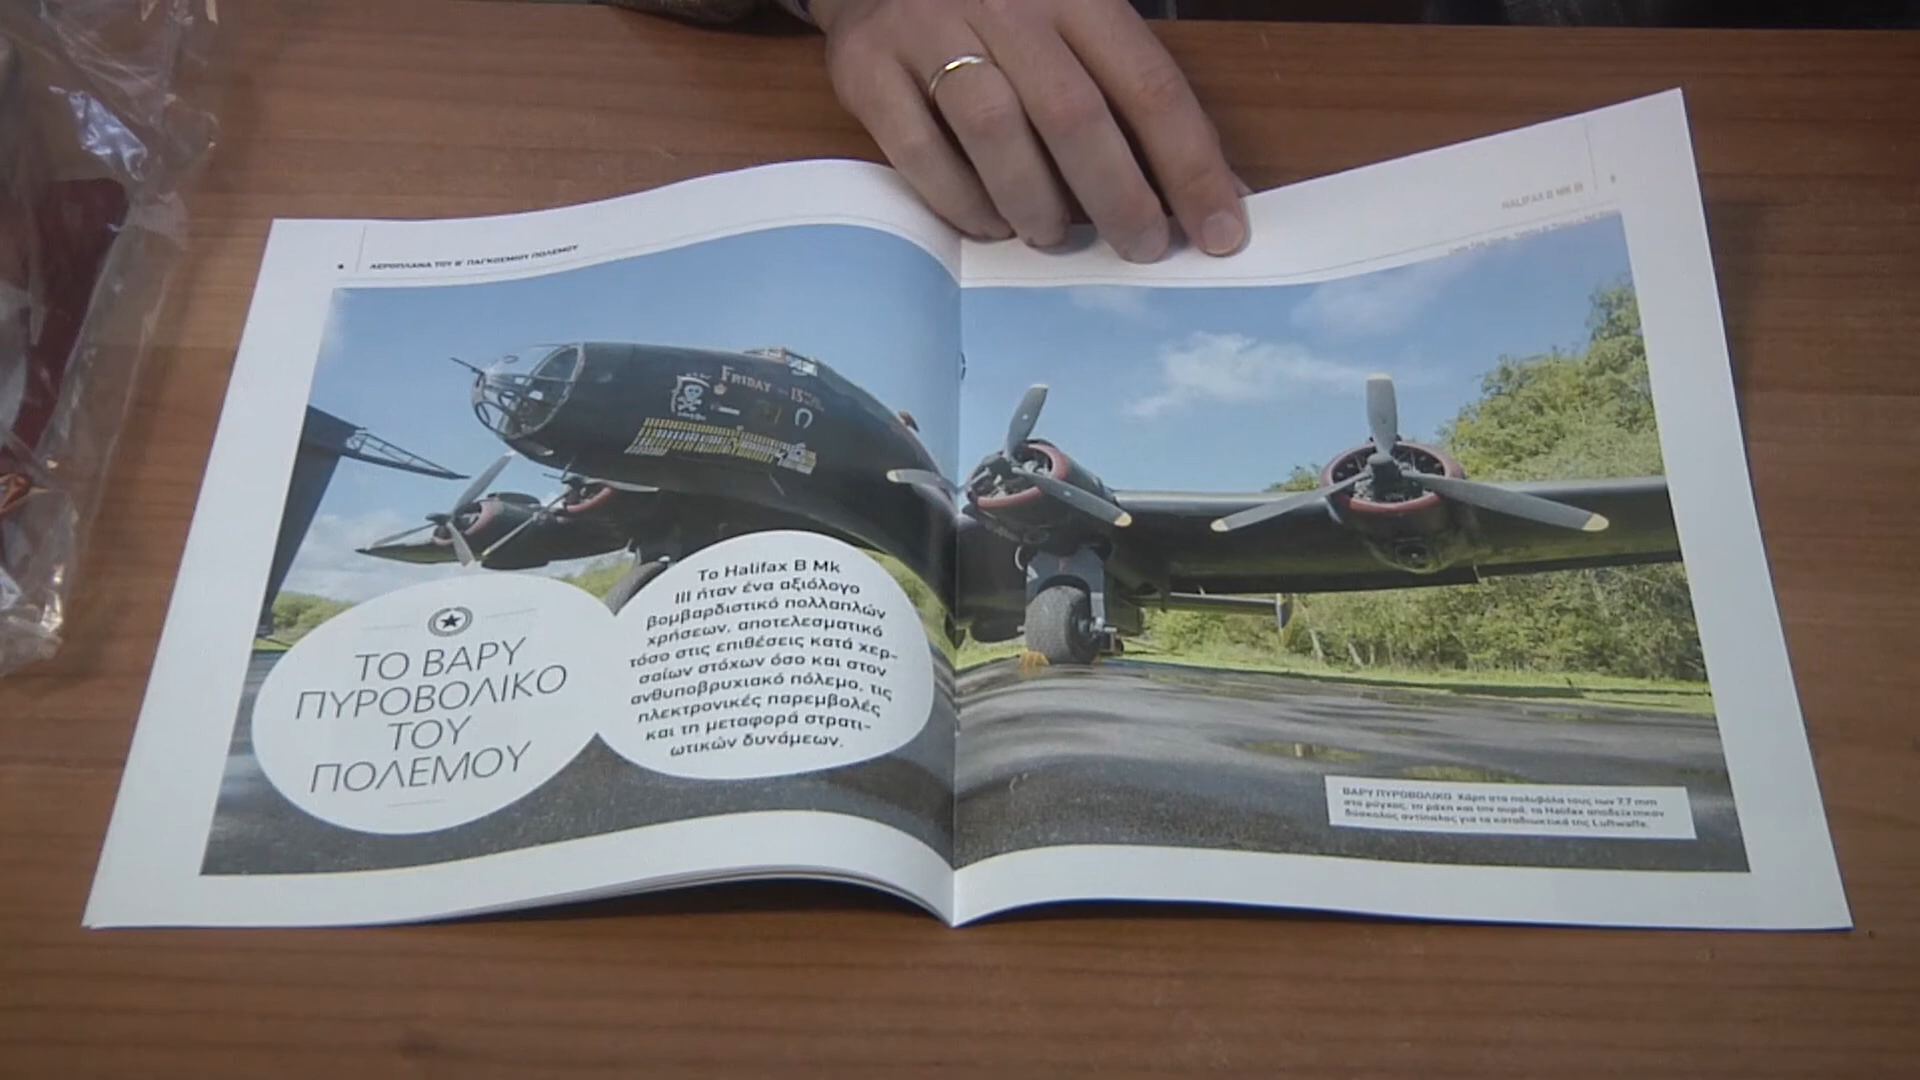 4 ΑΕΡΟΠΛΑΝΑ ΤΟΥ Β' ΠΑΓΚΟΣΜΙΟΥ ΠΟΛΕΜΟΥ
HALIFAX B MK III
FRIDAY THE 13TH
ΤΟ ΒΑΡΥ
ΠΥΡΟΒΟΛΙΚΟ
ΤΟΥ
ΠΟΛΕΜΟΥ
Το Halifax B Mk
III ήταν ένα αξιόλογο
βομβαρδιστικό πολλαπλών
χρήσεων, αποτελεσματικό
τόσο στις επιθέσεις κατά χερ-
σαίων στόχων όσο και στον
ανθυποβρυχιακό πόλεμο, τις
ηλεκτρονικές παρεμβολές
και τη μεταφορά στρατι-
ωτικών δυνάμεων.
ΒΑΡΥ ΠΥΡΟΒΟΛΙΚΟ Χάρη στα πολυβόλα τους των 7,7 mm
στο ρύγχος, τη ράχη και την ουρά, τα Halifax αποδείχτηκαν
δύσκολος αντίπαλος για τα καταδιωκτικά της Luftwaffe.